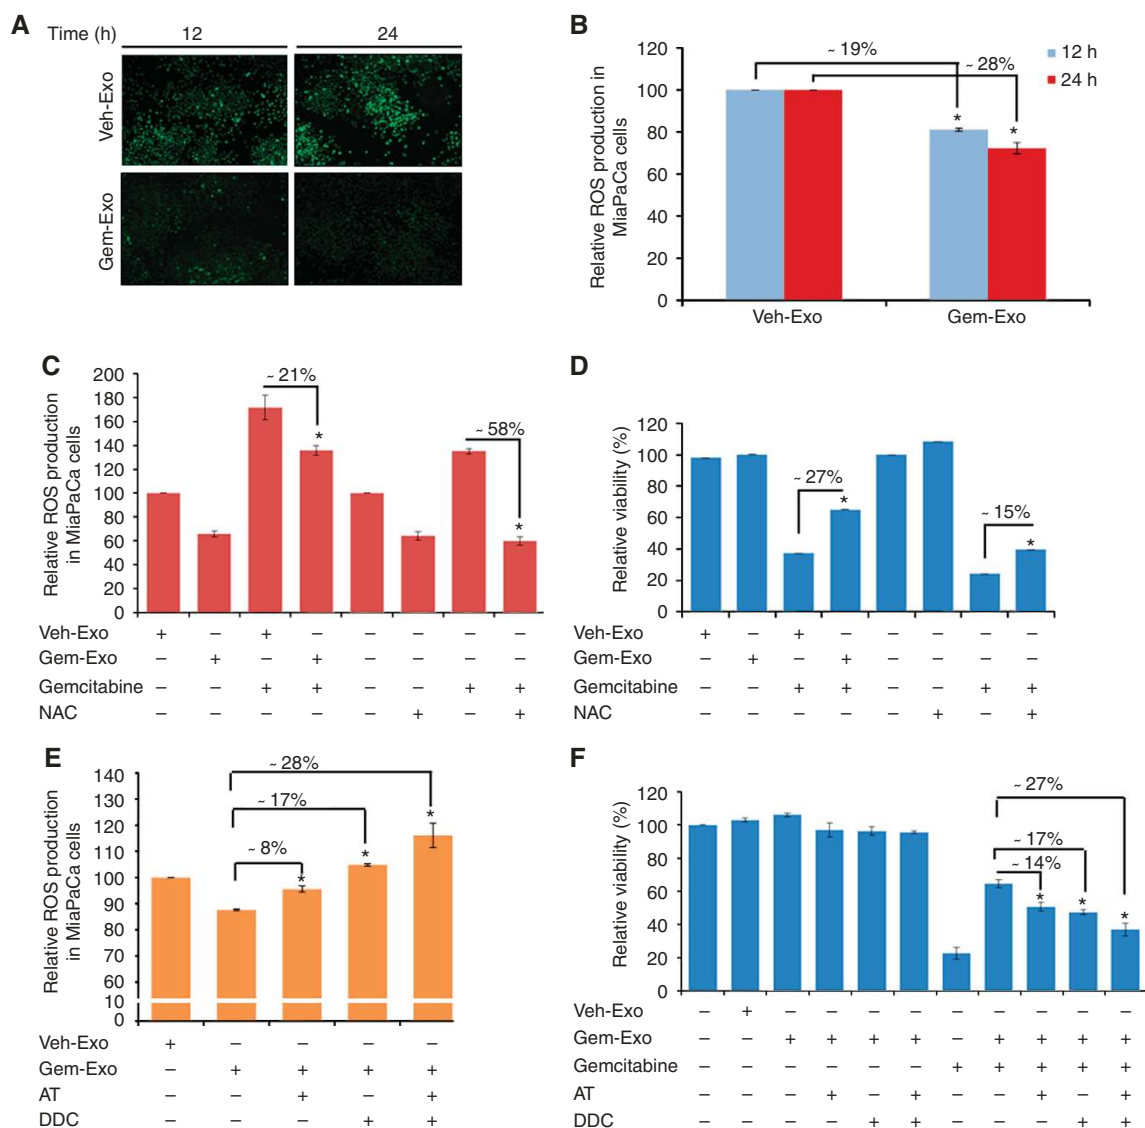 A
Time (h) 12 24
Veh-Exo
Gem-Exo
B
Relative ROS production in
MiaPaCa cells
120
100
80
60
40
20
0
~ 19%
~ 28%
12 h
24 h
*
*
Veh-Exo Gem-Exo
C
Relative ROS production
in MiaPaCa cells
200
180
160
140
120
100
80
60
40
20
0
~ 21%
~ 58%
*
*
Veh-Exo + – + – – – – –
Gem-Exo – + – + – – – –
Gemcitabine – – + + – – + +
NAC – – – – – + – +
D
Relative viability (%)
120
100
80
60
40
20
0
~ 27%
~ 15%
*
*
Veh-Exo + – + – – – – –
Gem-Exo – + – + – – – –
Gemcitabine – – + + – – + +
NAC – – – – – + – +
E
Relative ROS production
in MiaPaCa cells
140
130
120
110
100
90
80
70
60
10
0
~ 28%
~ 17%
~ 8%
*
*
*
Veh-Exo + – – – –
Gem-Exo – + + + +
AT – – + – +
DDC – – – + +
F
Relative viability (%)
120
100
80
60
40
20
0
~ 27%
~ 17%
~ 14%
*
*
*
Veh-Exo – + – – – – – – – – –
Gem-Exo – – + + + + – + + + +
Gemcitabine – – – – – – + + + + +
AT – – – + – + – – + – +
DDC – – – – + + – – – + +